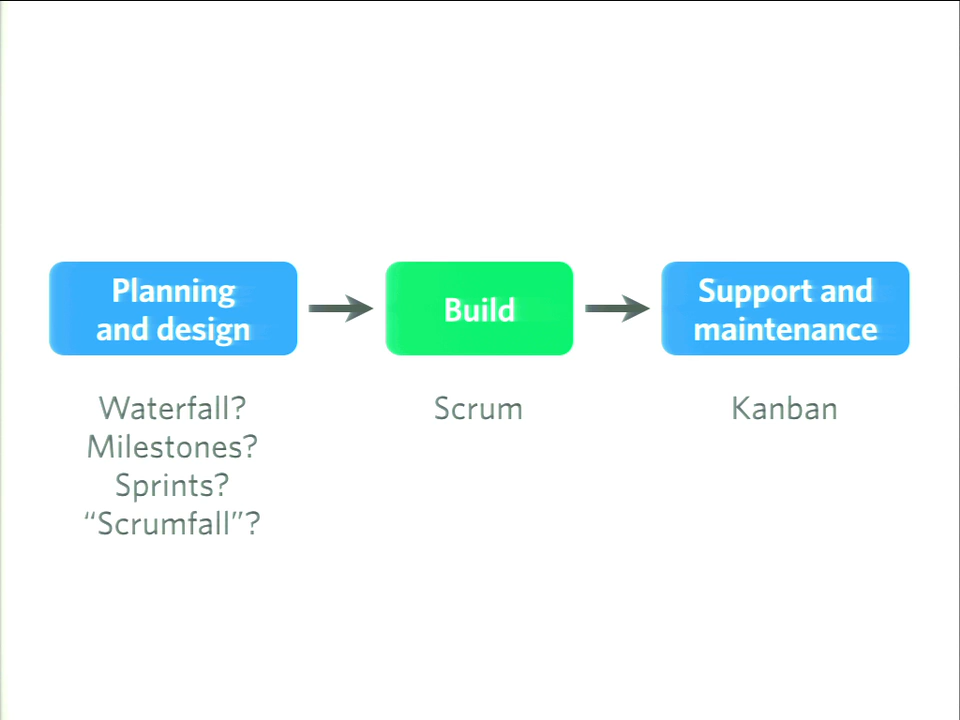 Planning
and design
Build
Support and
maintenance
Waterfall?
Milestones?
Sprints?
“Scrumfall”?
Scrum
Kanban